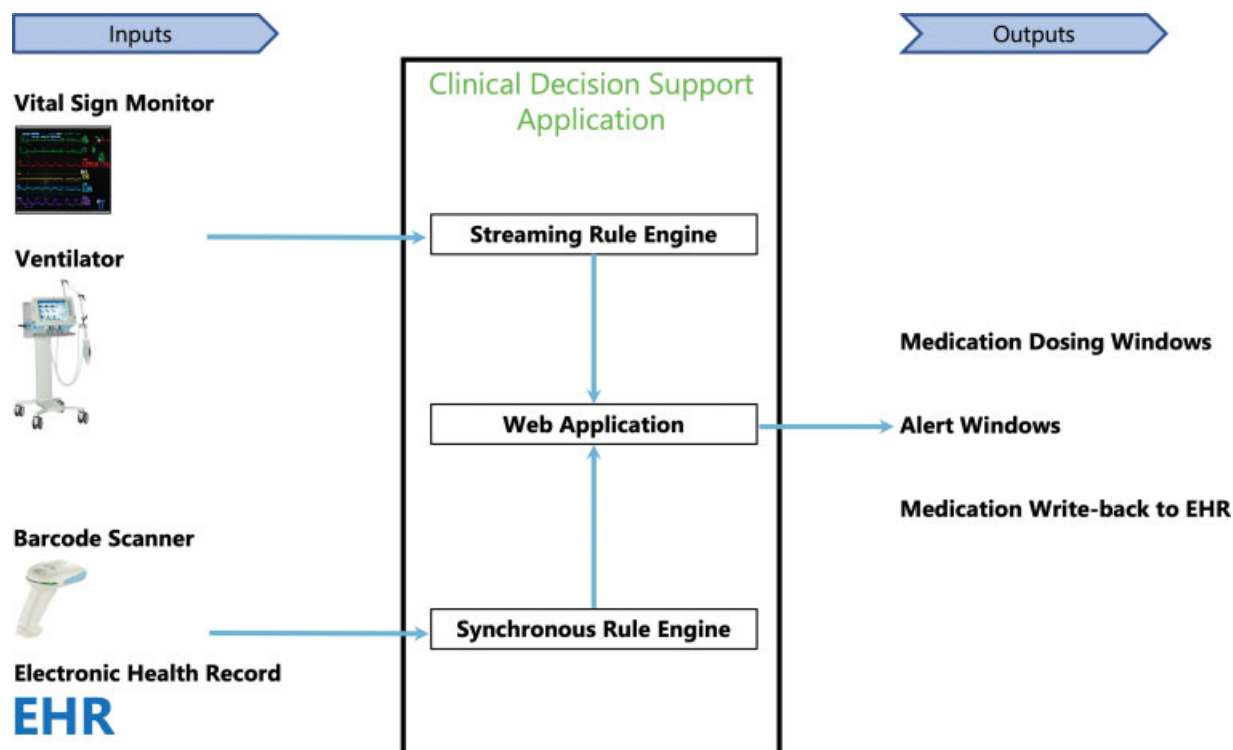 Inputs
Outputs
Clinical Decision Support
Application
Vital Sign Monitor
Streaming Rule Engine
Ventilator
Medication Dosing Windows
Web Application
Alert Windows
Medication Write-back to EHR
Barcode Scanner
Synchronous Rule Engine
Electronic Health Record
EHR